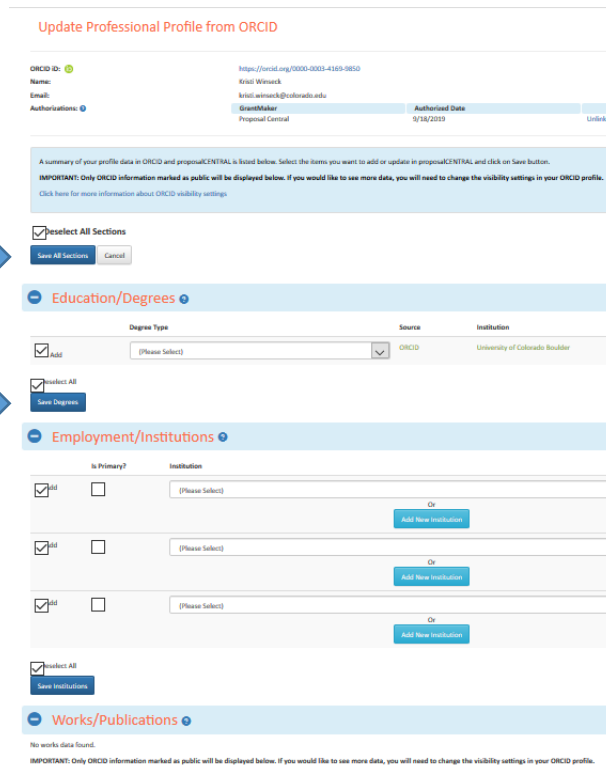 Update Professional Profile from ORCID
ORCID iD: https://orcid.org/0000-0003-4169-9850
Name: Kristi Winseck
Email: kristi.winseck@colorado.edu
Authorizations: GrantMaker Authorized Date
Proposal Central 9/18/2019 Unlink
A summary of your profile data in ORCID and proposalCENTRAL is listed below. Select the items you want to add or update in proposalCENTRAL and click on Save button.
IMPORTANT: Only ORCID information marked as public will be displayed below. If you would like to see more data, you will need to change the visibility settings in your ORCID profile.
Click here for more information about ORCID visibility settings
Deselect All Sections
Save All Sections Cancel
Education/Degrees
Degree Type Source Institution
Add (Please Select) ORCID University of Colorado Boulder
eselect All
Save Degrees
Employment/Institutions
Is Primary? Institution
dd (Please Select)
Or
Add New Institution
dd (Please Select)
Or
Add New Institution
dd (Please Select)
Or
Add New Institution
eselect All
Save Institutions
Works/Publications
No works data found.
IMPORTANT: Only ORCID information marked as public will be displayed below. If you would like to see more data, you will need to change the visibility settings in your ORCID profile.